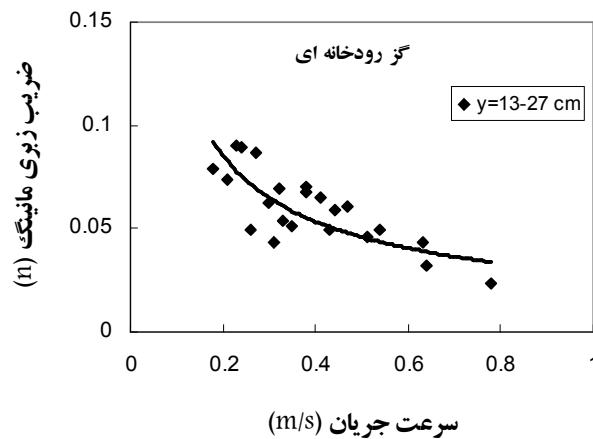 گز رودخانه ای
y=13-27 cm
ضریب زبری مانینگ (n)
0.15
0.1
0.05
0
0 0.2 0.4 0.6 0.8 1
سرعت جریان (m/s)